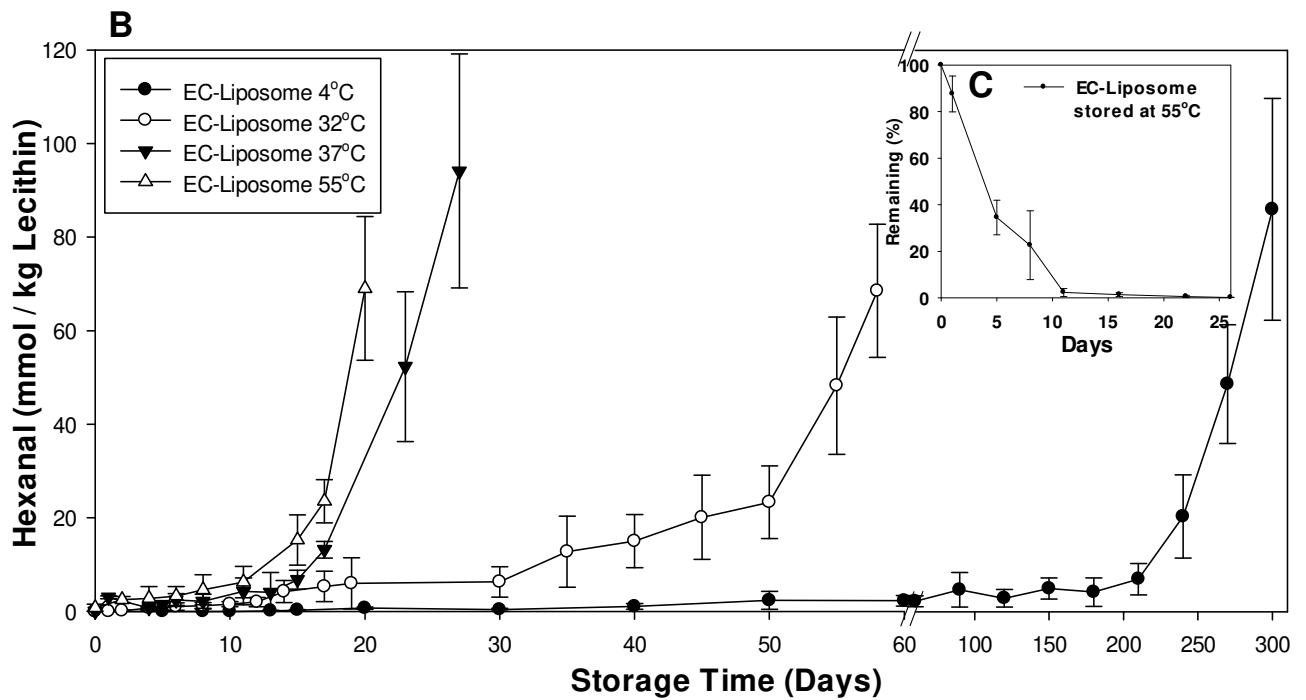 B
120
100
80
60
40
20
0
Hexanal (mmol / kg Lecithin)
EC-Liposome 4°C
EC-Liposome 32°C
EC-Liposome 37°C
EC-Liposome 55°C
C
EC-Liposome
stored at 55°C
100
80
60
40
20
0
Remaining (%)
0 5 10 15 20 25
Days
0 10 20 30 40 50 60 100 150 200 250 300
Storage Time (Days)